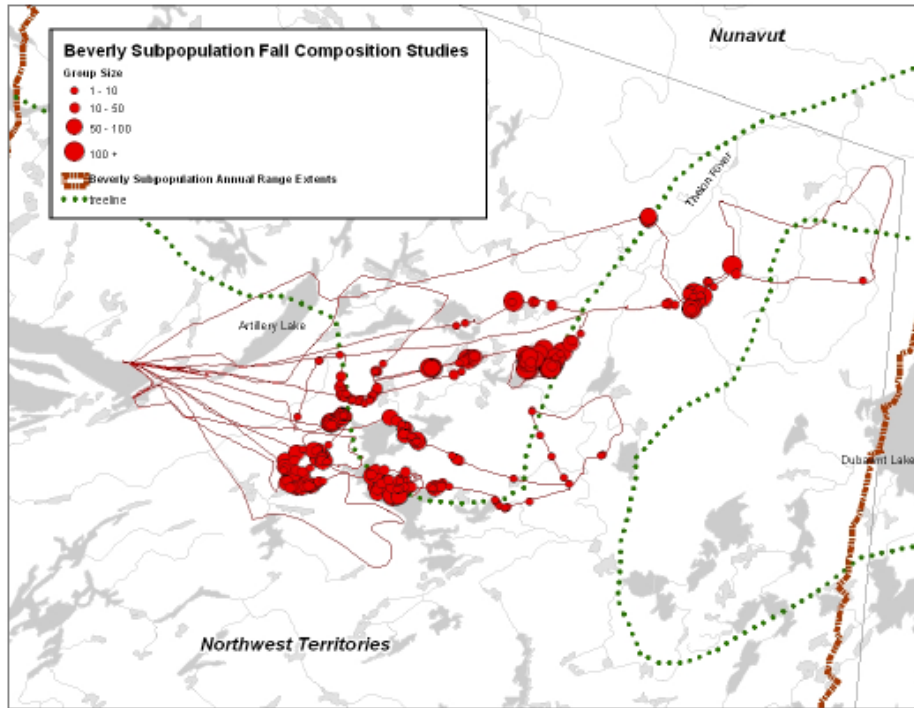 Nunavut
Beverly Subpopulation Fall Composition Studies
Group Size
1 - 10
10 - 50
50 - 100
100 +
Beverly Subpopulation Annual Range Extents
treeline
Thelon River
Artillery Lake
Dubawnt Lake
Northwest Territories